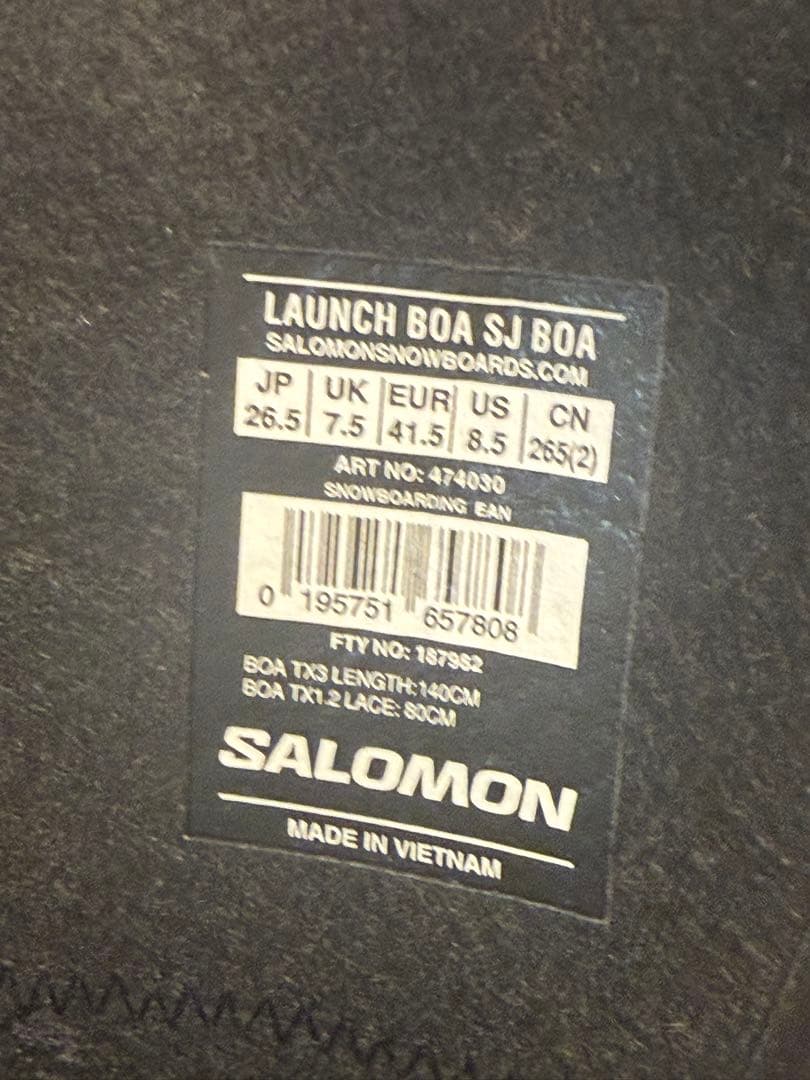 LAUNCH BOA SJ BOA
SALOMONSNOWBOARDS.COM
JP UK EUR US CN
26.5 7.5 41.5 8.5 265(2)
ART NO: 474030
SNOWBOARDING EAN
0 195751 657808
FTY NO: 187982
BOA TX3 LENGTH:140CM
BOA TX1.2 LACE: 80CM
SALOMON
MADE IN VIETNAM